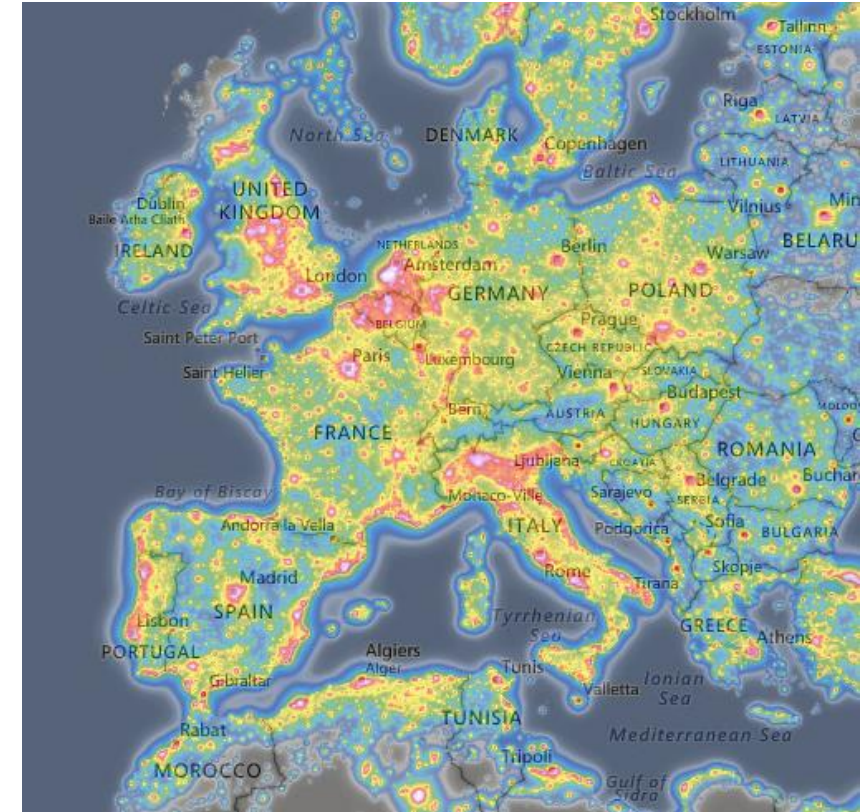 Stockholm
Tallinn
ESTONIA
Riga
LATVIA
North Sea
DENMARK
Copenhagen
Baltic Sea
LITHUANIA
Vilnius
Min
BELARU
UNITED
KINGDOM
Dublin
Baile Átha Cliath
IRELAND
NETHERLANDS
Amsterdam
Berlin
Warsaw
London
GERMANY
POLAND
Celtic Sea
BELGIUM
Prague
Saint Peter Port
CZECH REPUBLIC
Paris
Luxembourg
Saint Helier
Vienna
SLOVAKIA
Budapest
Bern
AUSTRIA
HUNGARY
MOLDO
FRANCE
ROMANIA
Ljubljana
CROATIA
Belgrade
Buchar
Bay of Biscay
Monaco-Ville
Sarajevo
SERBIA
Andorra la Vella
ITALY
Podgorica
Sofia
BULGARIA
Skopje
Madrid
Rome
Tirana
SPAIN
Lisbon
Tyrrhenian
Sea
GREECE
Athens
PORTUGAL
Algiers
Alger
Tunis
Gibraltar
Valletta
Ionian
Sea
TUNISIA
Rabat
Mediterranean Sea
MOROCCO
Tripoli
Gulf of
Sidra